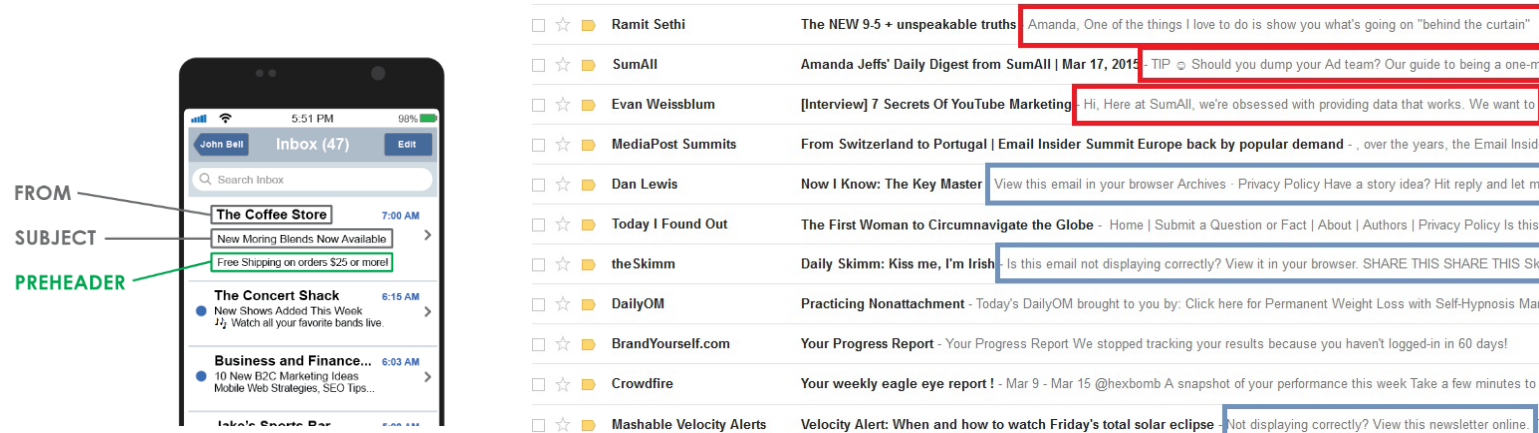 FROM
SUBJECT
PREHEADER
5:51 PM
98%
John Bell
Inbox (47)
Edit
Search Inbox
The Coffee Store
7:00 AM
New Moring Blends Now Available
Free Shipping on orders $25 or more!
The Concert Shack
6:15 AM
New Shows Added This Week
Watch all your favorite bands live.
Business and Finance...
6:03 AM
10 New B2C Marketing Ideas
Mobile Web Strategies, SEO Tips...
Jake's Sports Bar
5:00 AM
Ramit Sethi The NEW 9-5 + unspeakable truths - Amanda, One of the things I love to do is show you what's going on "behind the curtain"
SumAll Amanda Jeffs' Daily Digest from SumAll | Mar 17, 2015 - TIP ☺ Should you dump your Ad team? Our guide to being a one-m
Evan Weissblum [Interview] 7 Secrets Of YouTube Marketing - Hi, Here at SumAll, we're obsessed with providing data that works. We want to
MediaPost Summits From Switzerland to Portugal | Email Insider Summit Europe back by popular demand - , over the years, the Email Insid
Dan Lewis Now I Know: The Key Master View this email in your browser Archives · Privacy Policy Have a story idea? Hit reply and let m
Today I Found Out The First Woman to Circumnavigate the Globe - Home | Submit a Question or Fact | About | Authors | Privacy Policy Is this
theSkimm Daily Skimm: Kiss me, I'm Irish - Is this email not displaying correctly? View it in your browser. SHARE THIS SHARE THIS Sk
DailyOM Practicing Nonattachment - Today's DailyOM brought to you by: Click here for Permanent Weight Loss with Self-Hypnosis Mar
BrandYourself.com Your Progress Report - Your Progress Report We stopped tracking your results because you haven't logged-in in 60 days!
Crowdfire Your weekly eagle eye report ! - Mar 9 - Mar 15 @hexbomb A snapshot of your performance this week Take a few minutes to
Mashable Velocity Alerts Velocity Alert: When and how to watch Friday's total solar eclipse - Not displaying correctly? View this newsletter online.